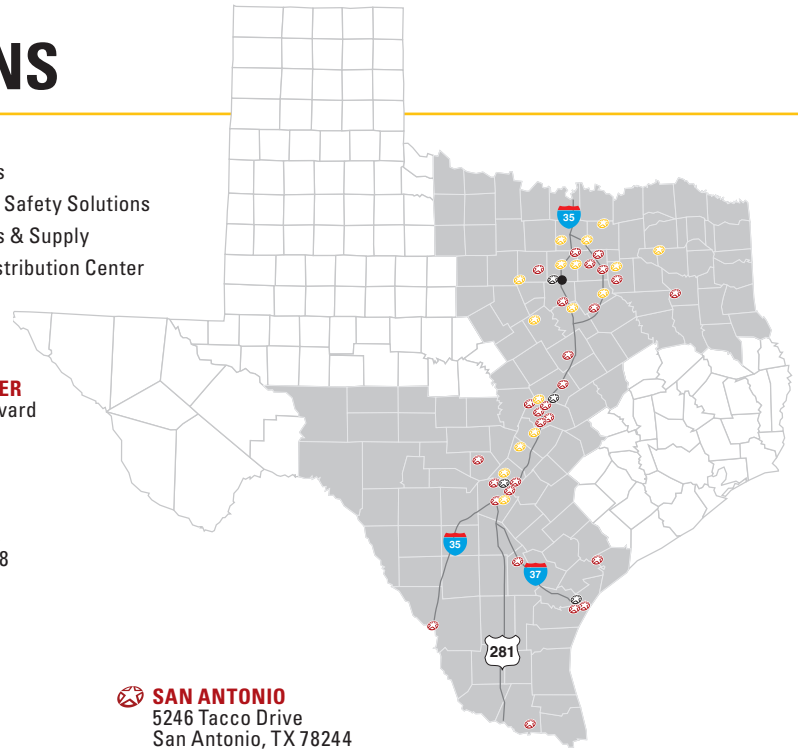 NS
s
Safety Solutions
s & Supply
stribution Center
35
ER
vard
8
35
37
281
SAN ANTONIO
5246 Tacco Drive
San Antonio, TX 78244